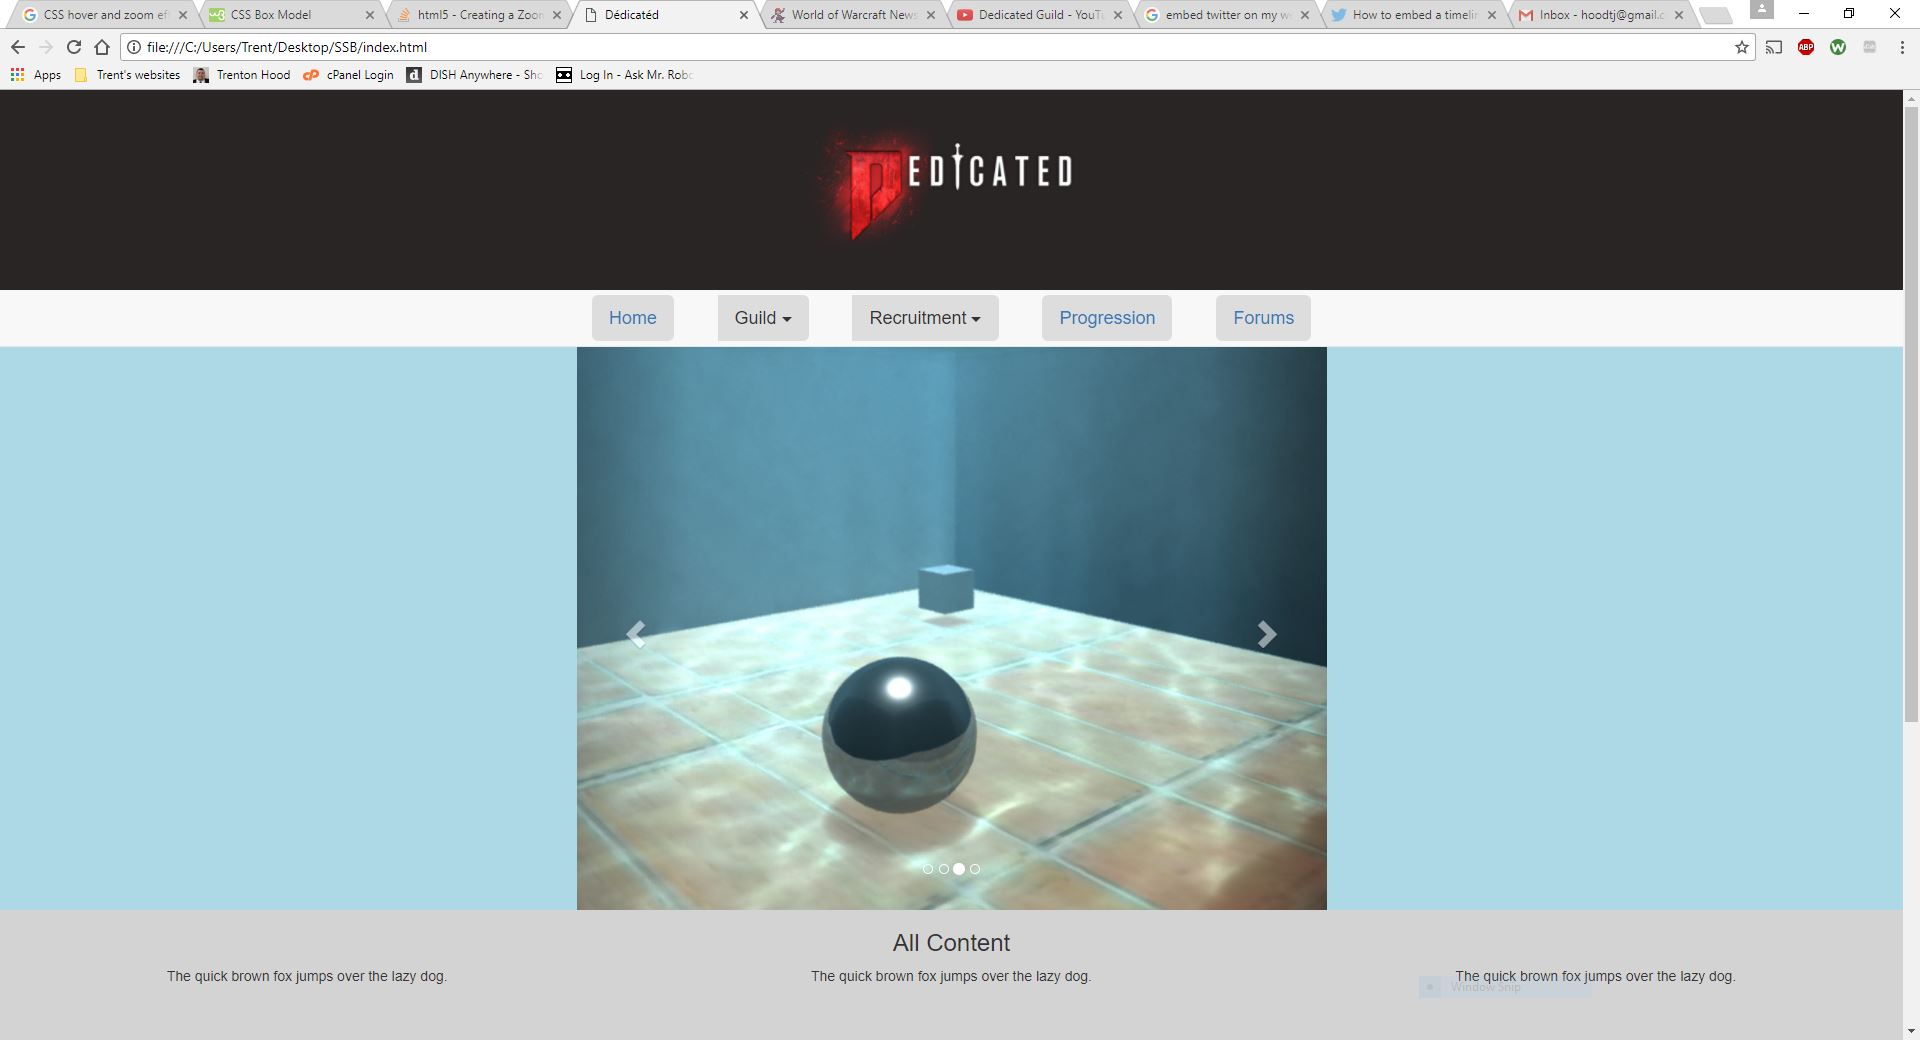 CSS hover and zoom ef
CSS Box Model
html5 - Creating a Zoon
Dédicatéd
World of Warcraft News
Dedicated Guild - YouTu
embed twitter on my w
How to embed a timelin
Inbox - hoodtj@gmail.c
file:///C:/Users/Trent/Desktop/SSB/index.html
ABP
W
Apps
Trent's websites
Trenton Hood
cP cPanel Login
d DISH Anywhere - Sho
Log In - Ask Mr. Robo
DEDICATED
Home Guild Recruitment Progression Forums
All Content
The quick brown fox jumps over the lazy dog. The quick brown fox jumps over the lazy dog. The quick brown fox jumps over the lazy dog.
Window Snip